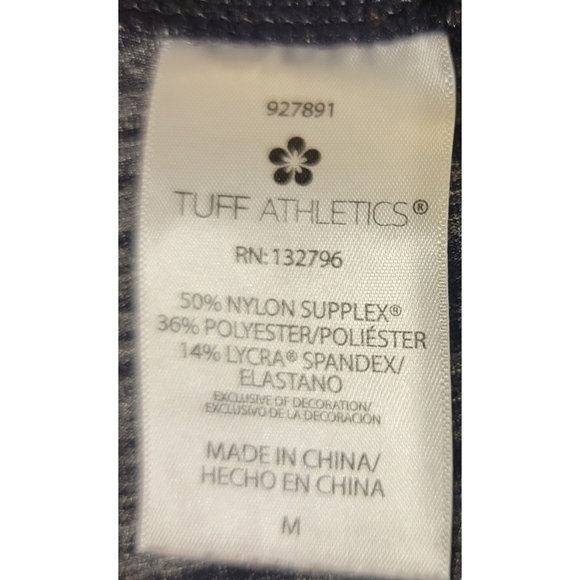 927891
TUFF ATHLETICS®
RN: 132796
50% NYLON SUPPLEX®
36% POLYESTER/POLIÉSTER
14% LYCRA® SPANDEX/
ELASTANO
EXCLUSIVE OF DECORATION/
EXCLUSIVO DE LA DECORACIÓN
MADE IN CHINA/
HECHO EN CHINA
M